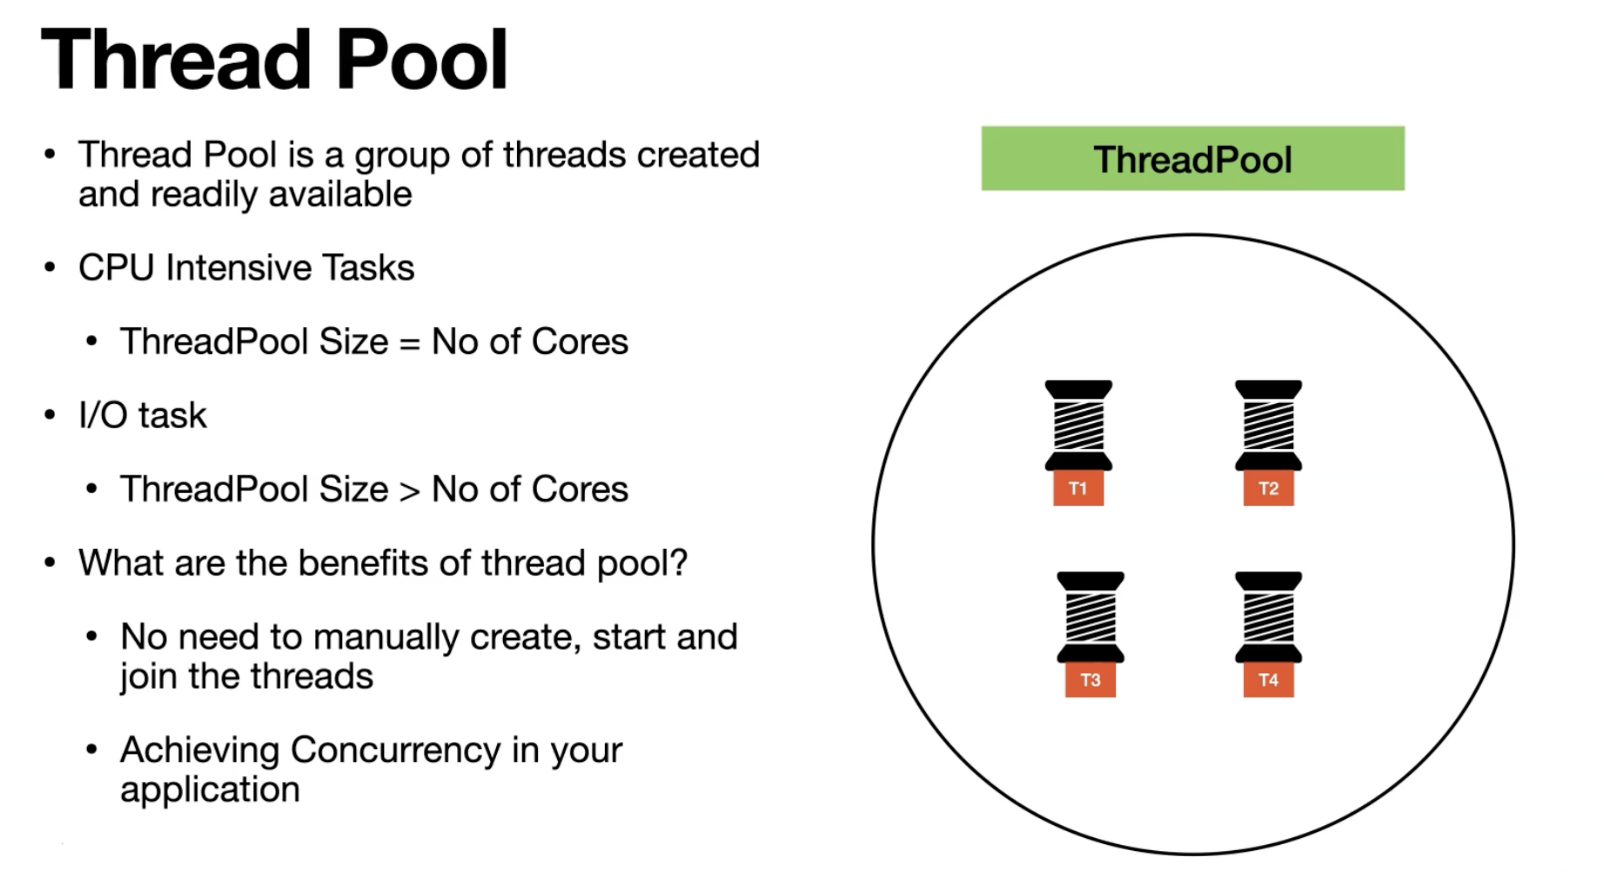 Thread Pool
• Thread Pool is a group of threads created
and readily available
• CPU Intensive Tasks
• ThreadPool Size = No of Cores
• I/O task
• ThreadPool Size > No of Cores
• What are the benefits of thread pool?
• No need to manually create, start and
join the threads
• Achieving Concurrency in your
application
ThreadPool
T1
T2
T3
T4